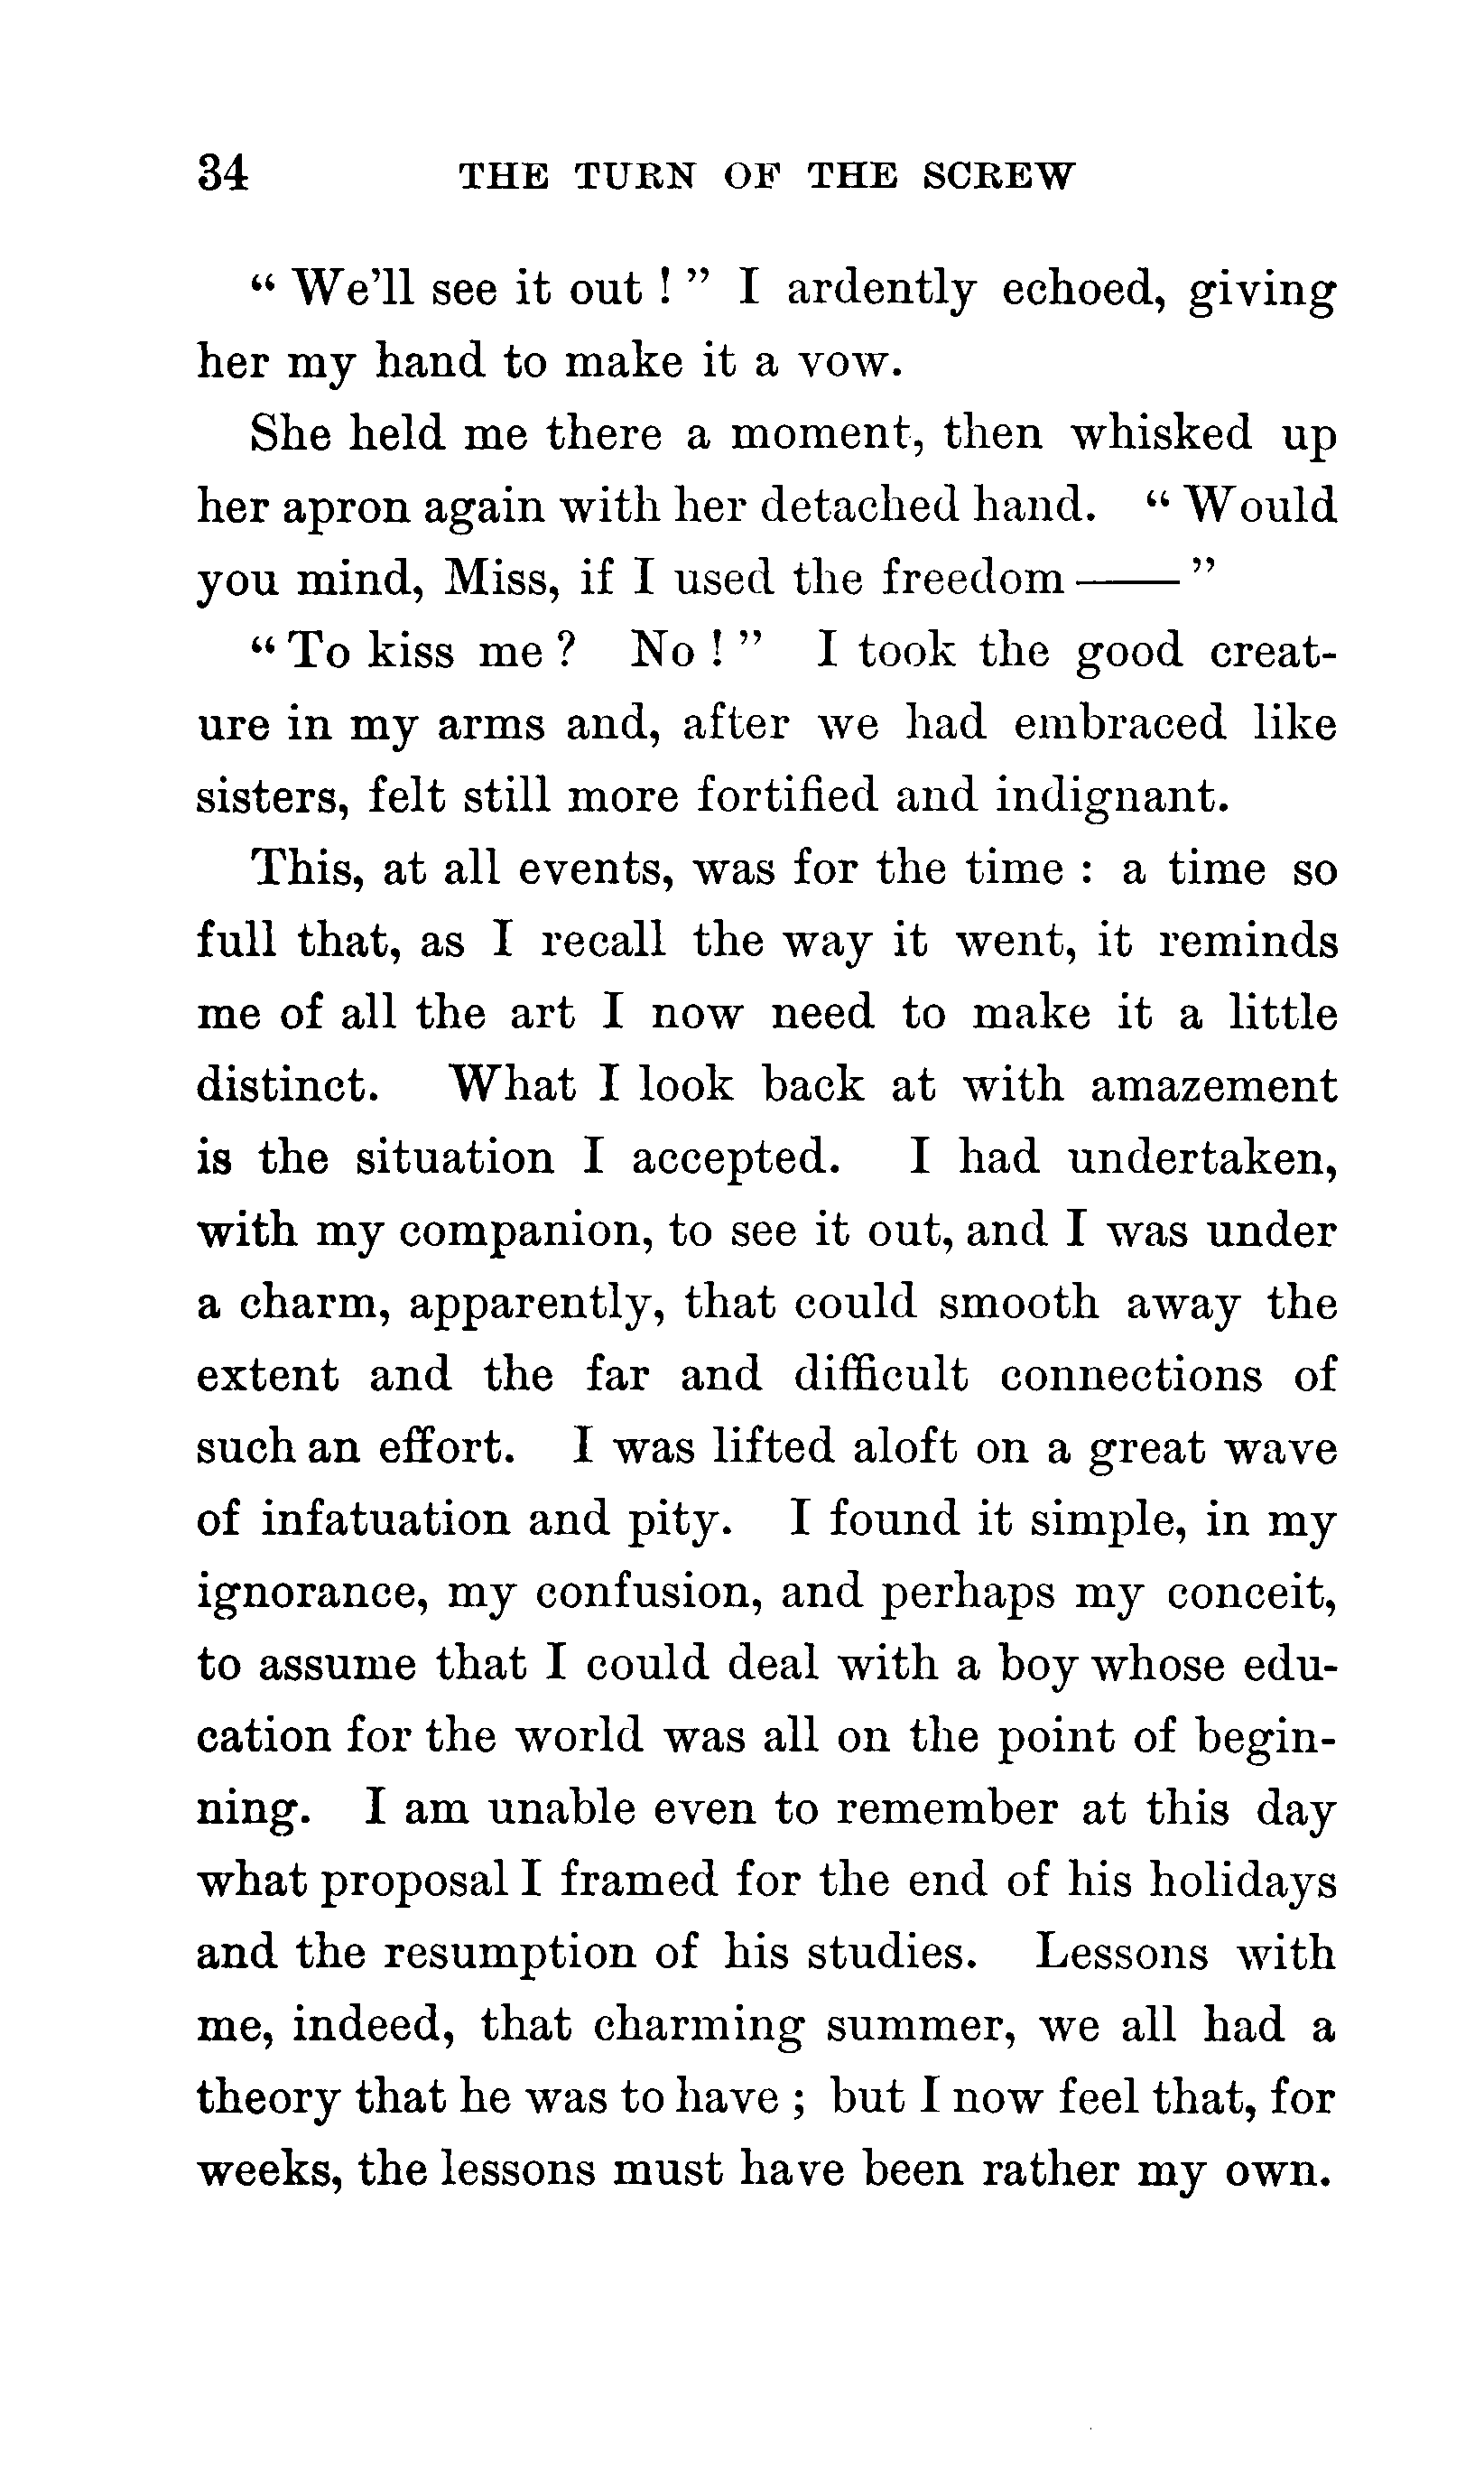 34 THE TURN OF THE SCREW
“ We’ll see it out ! ” I ardently echoed, giving
her my hand to make it a vow.
She held me there a moment, then whisked up
her apron again with her detached hand. “ Would
you mind, Miss, if I used the freedom —— ”
“ To kiss me ? No ! ” I took the good creat-
ure in my arms and, after we had embraced like
sisters, felt still more fortified and indignant.
This, at all events, was for the time : a time so
full that, as I recall the way it went, it reminds
me of all the art I now need to make it a little
distinct. What I look back at with amazement
is the situation I accepted. I had undertaken,
with my companion, to see it out, and I was under
a charm, apparently, that could smooth away the
extent and the far and difficult connections of
such an effort. I was lifted aloft on a great wave
of infatuation and pity. I found it simple, in my
ignorance, my confusion, and perhaps my conceit,
to assume that I could deal with a boy whose edu-
cation for the world was all on the point of begin-
ning. I am unable even to remember at this day
what proposal I framed for the end of his holidays
and the resumption of his studies. Lessons with
me, indeed, that charming summer, we all had a
theory that he was to have ; but I now feel that, for
weeks, the lessons must have been rather my own.